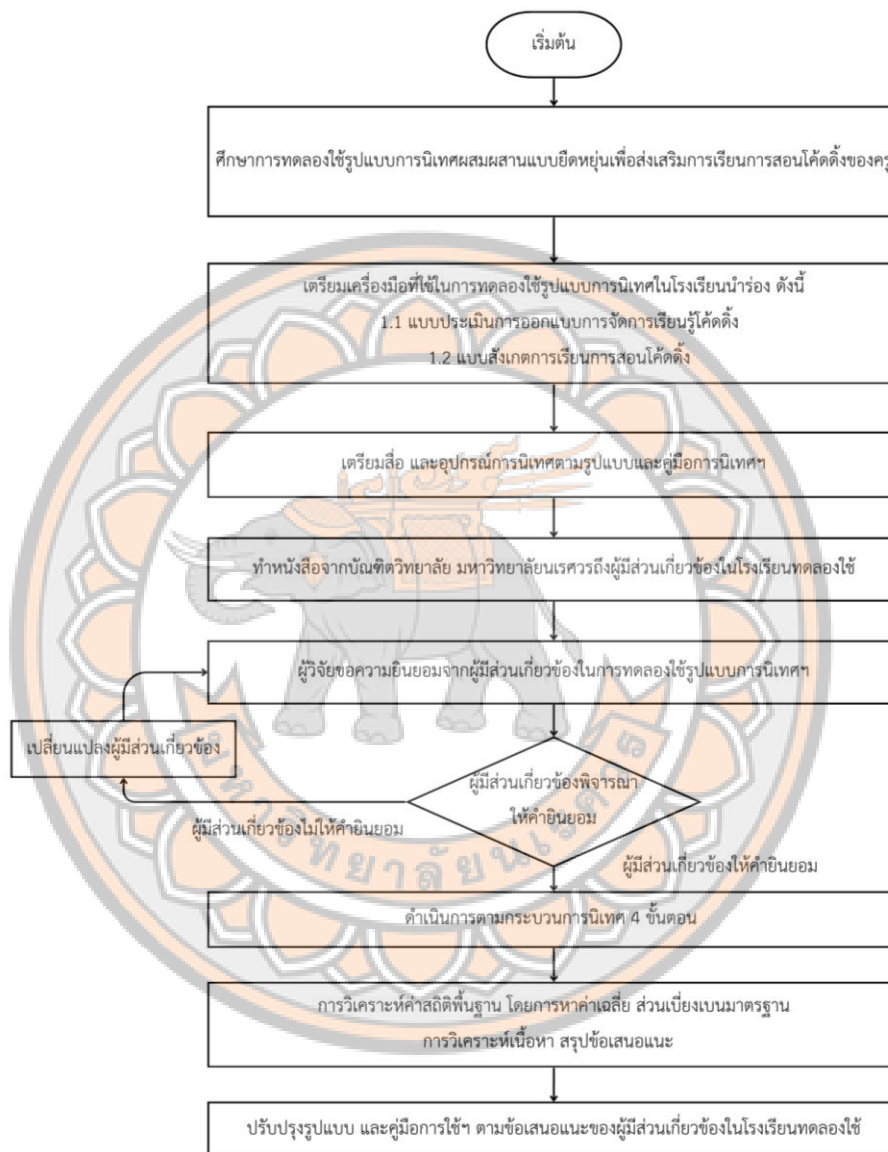 เริ่มต้น
ศึกษาการทดลองใช้รูปแบบการนิเทศผสมผสานแบบยืดหยุ่นเพื่อส่งเสริมการเรียนการสอนโค้ดดิ้งของครู
เตรียมเครื่องมือที่ใช้ในการทดลองใช้รูปแบบการนิเทศในโรงเรียนนำร่อง ดังนี้
1.1 แบบประเมินการออกแบบการจัดการเรียนรู้โค้ดดิ้ง
1.2 แบบสังเกตการเรียนการสอนโค้ดดิ้ง
เตรียมสื่อ และอุปกรณ์การนิเทศตามรูปแบบและคู่มือการนิเทศฯ
ทำหนังสือจากบัณฑิตวิทยาลัย มหาวิทยาลัยนเรศวรถึงผู้มีส่วนเกี่ยวข้องในโรงเรียนทดลองใช้
ผู้วิจัยขอความยินยอมจากผู้มีส่วนเกี่ยวข้องในการทดลองใช้รูปแบบการนิเทศฯ
เปลี่ยนแปลงผู้มีส่วนเกี่ยวข้อง
ผู้มีส่วนเกี่ยวข้องพิจารณา
ให้คำยินยอม
ผู้มีส่วนเกี่ยวข้องไม่ให้คำยินยอม
ผู้มีส่วนเกี่ยวข้องให้คำยินยอม
มหาวิทยาลัยนเรศวร
ดำเนินการตามกระบวนการนิเทศ 4 ขั้นตอน
การวิเคราะห์ค่าสถิติพื้นฐาน โดยการหาค่าเฉลี่ย ส่วนเบี่ยงเบนมาตรฐาน
การวิเคราะห์เนื้อหา สรุปข้อเสนอแนะ
ปรับปรุงรูปแบบ และคู่มือการใช้ฯ ตามข้อเสนอแนะของผู้มีส่วนเกี่ยวข้องในโรงเรียนทดลองใช้